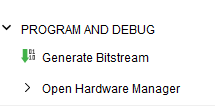 PROGRAM AND DEBUG
Generate Bitstream
Open Hardware Manager